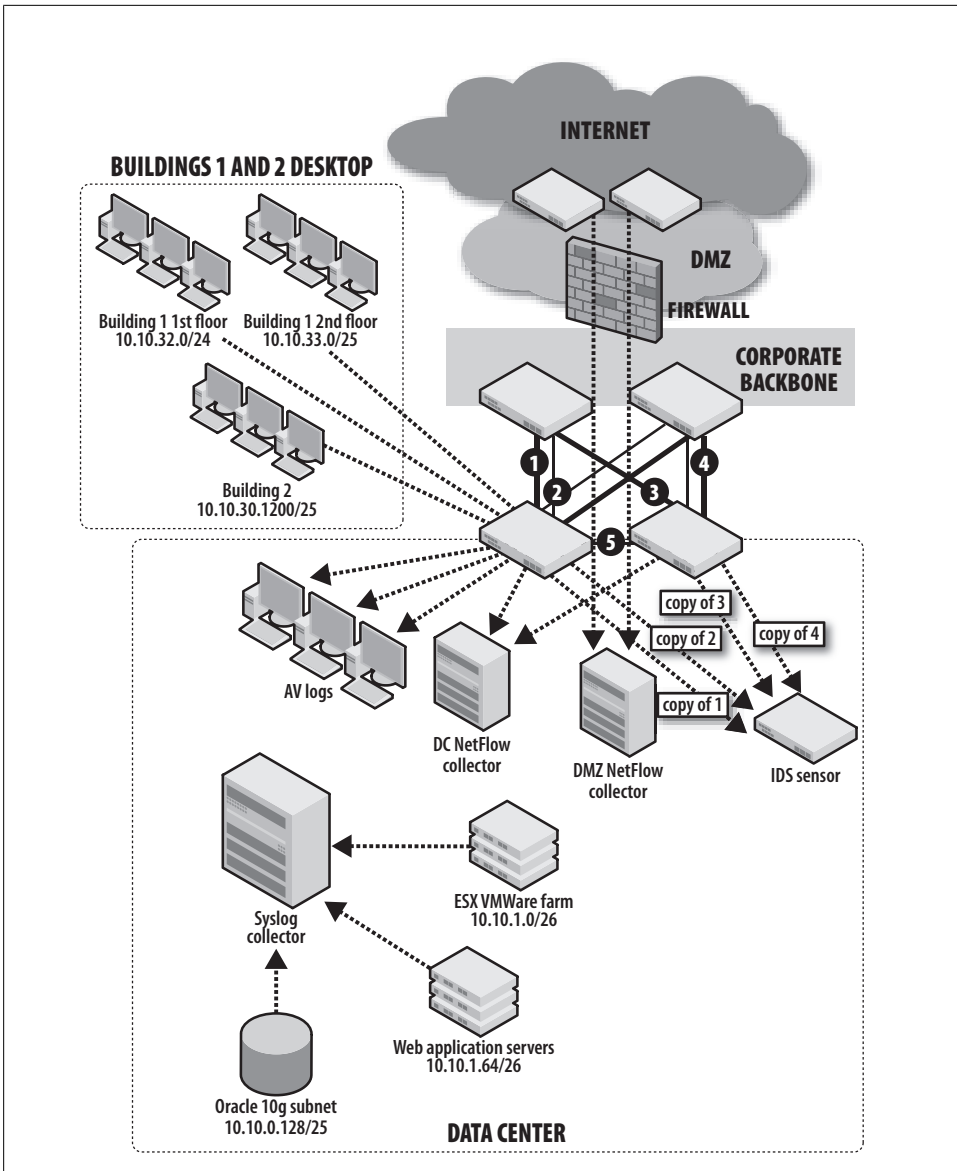 INTERNET
BUILDINGS 1 AND 2 DESKTOP
DMZ
FIREWALL
Building 1 1st floor
10.10.32.0/24
Building 1 2nd floor
10.10.33.0/25
CORPORATE
BACKBONE
Building 2
10.10.30.1200/25
1
2
3
4
5
copy of 3
copy of 2
copy of 4
copy of 1
AV logs
DC NetFlow
collector
DMZ NetFlow
collector
IDS sensor
Syslog
collector
ESX VMWare farm
10.10.1.0/26
Web application servers
10.10.1.64/26
Oracle 10g subnet
10.10.0.128/25
DATA CENTER